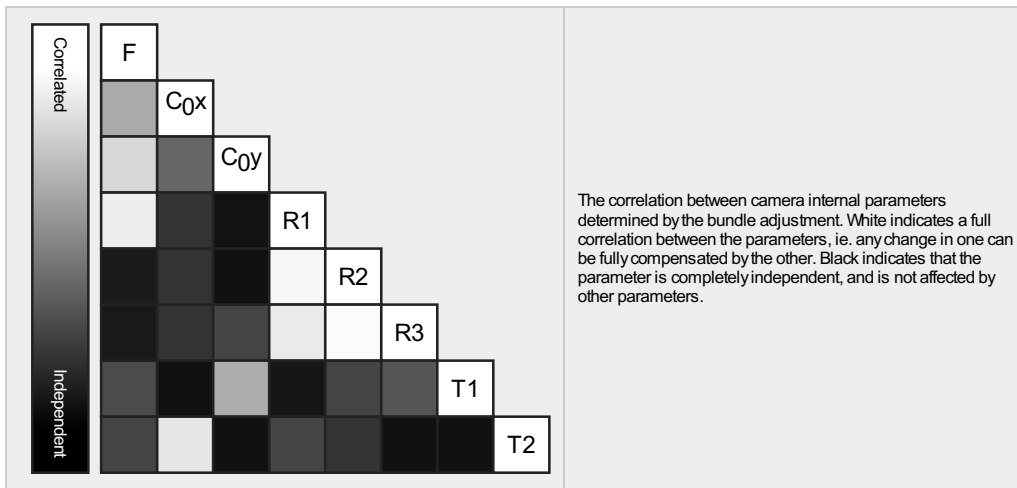 Correlated
Independent
F
C0x
C0y
R1
R2
R3
T1
T2
The correlation between camera internal parameters
determined by the bundle adjustment. White indicates a full
correlation between the parameters, ie. any change in one can
be fully compensated by the other. Black indicates that the
parameter is completely independent, and is not affected by
other parameters.